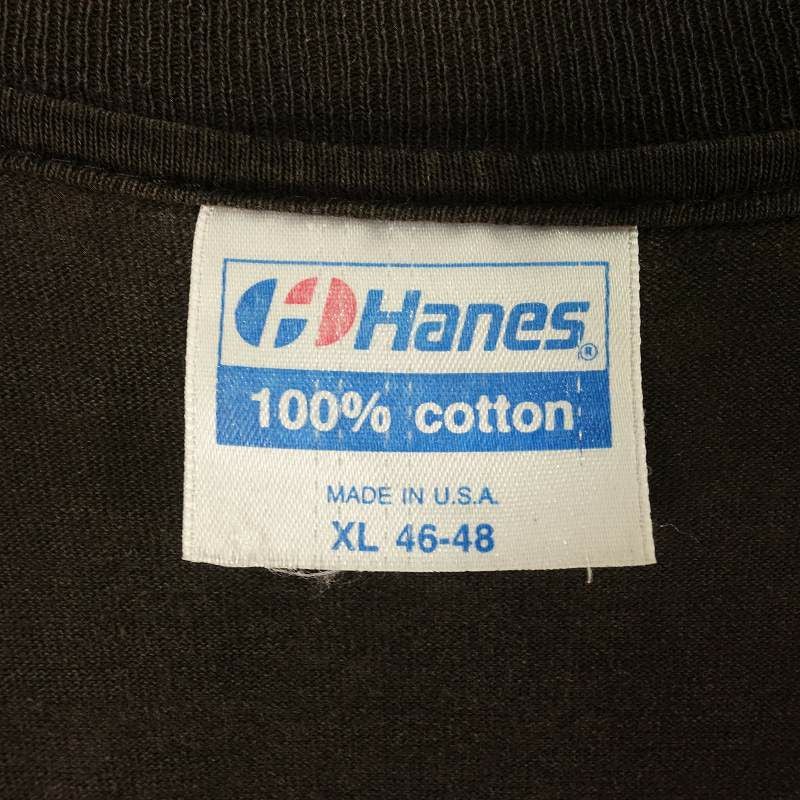 Hanes®
100% cotton
MADE IN U.S.A.
XL 46-48